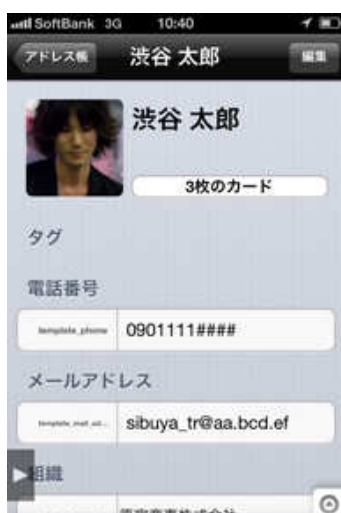 SoftBank 3G 10:40
アドレス帳 渋谷 太郎 編集
渋谷 太郎
3枚のカード
タグ
電話番号
template_phone 0901111####
メールアドレス
template_mail_ad... sibuya_tr@aa.bcd.ef
組織